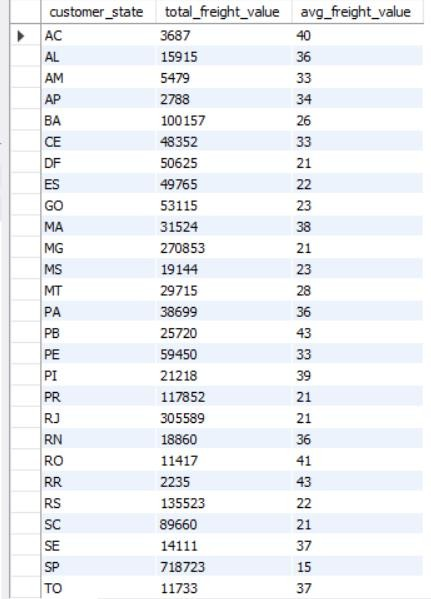 customer_state total_freight_value avg_freight_value
AC 3687 40
AL 15915 36
AM 5479 33
AP 2788 34
BA 100157 26
CE 48352 33
DF 50625 21
ES 49765 22
GO 53115 23
MA 31524 38
MG 270853 21
MS 19144 23
MT 29715 28
PA 38699 36
PB 25720 43
PE 59450 33
PI 21218 39
PR 117852 21
RJ 305589 21
RN 18860 36
RO 11417 41
RR 2235 43
RS 135523 22
SC 89660 21
SE 14111 37
SP 718723 15
TO 11733 37